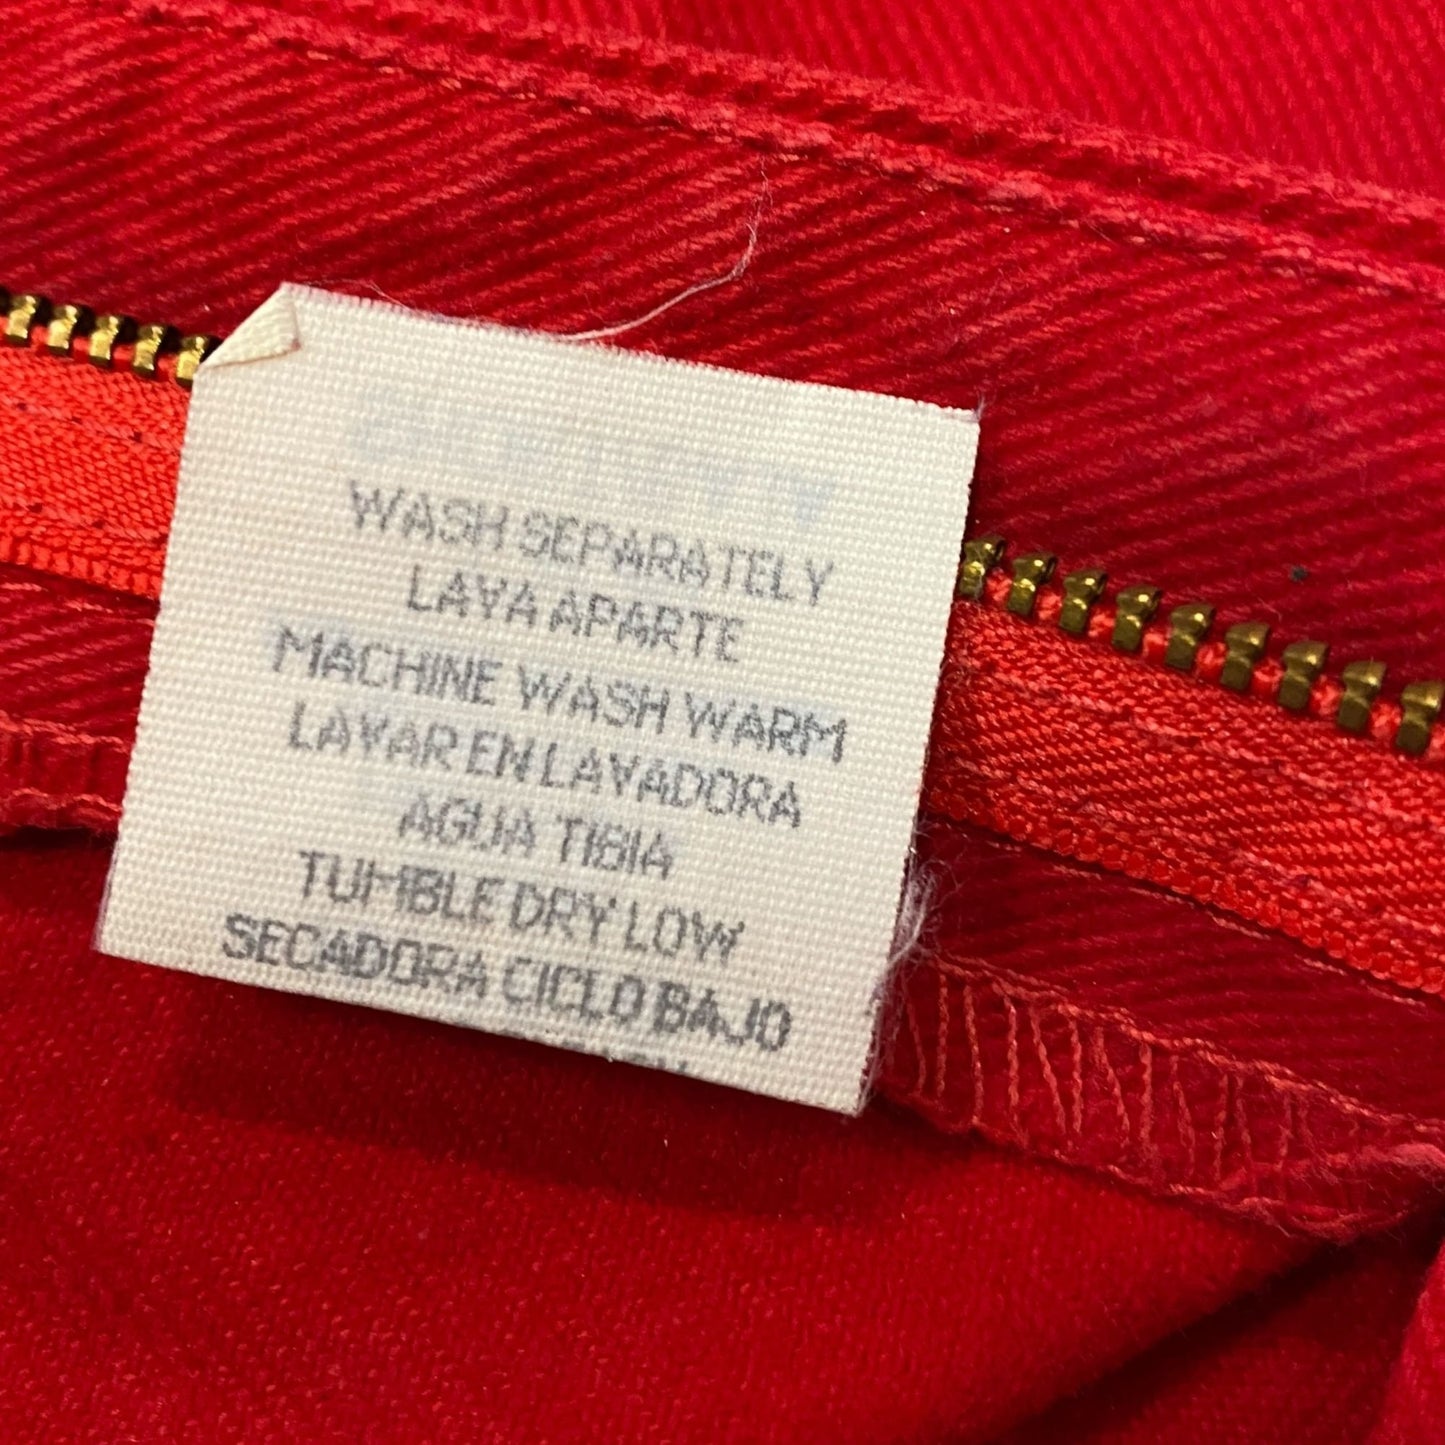 WASH SEPARATELY
LAVA APARTE
MACHINE WASH WARM
LAVAR EN LAVADORA
AGUA TIBIA
TUMBLE DRY LOW
SECADORA CICLO BAJO